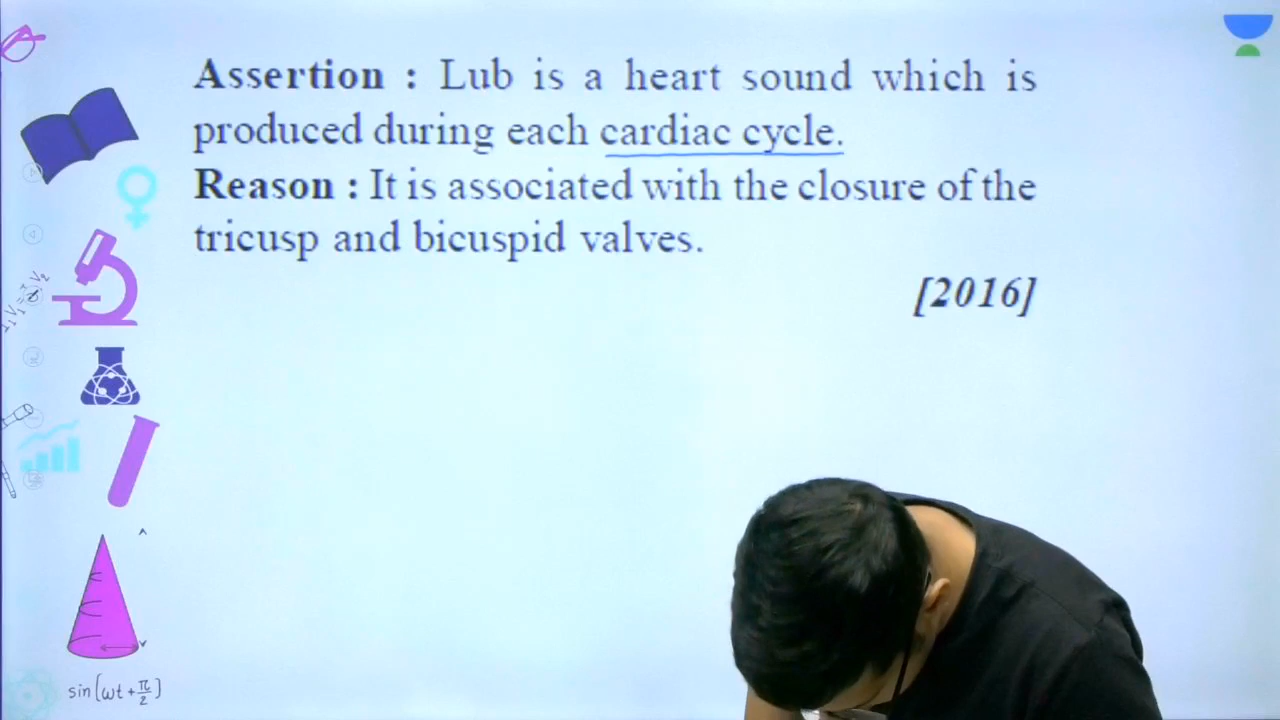 Assertion : Lub is a heart sound which is
produced during each cardiac cycle.
Reason : It is associated with the closure of the
tricusp and bicuspid valves.
[2016]
sin(ωt + π/2)